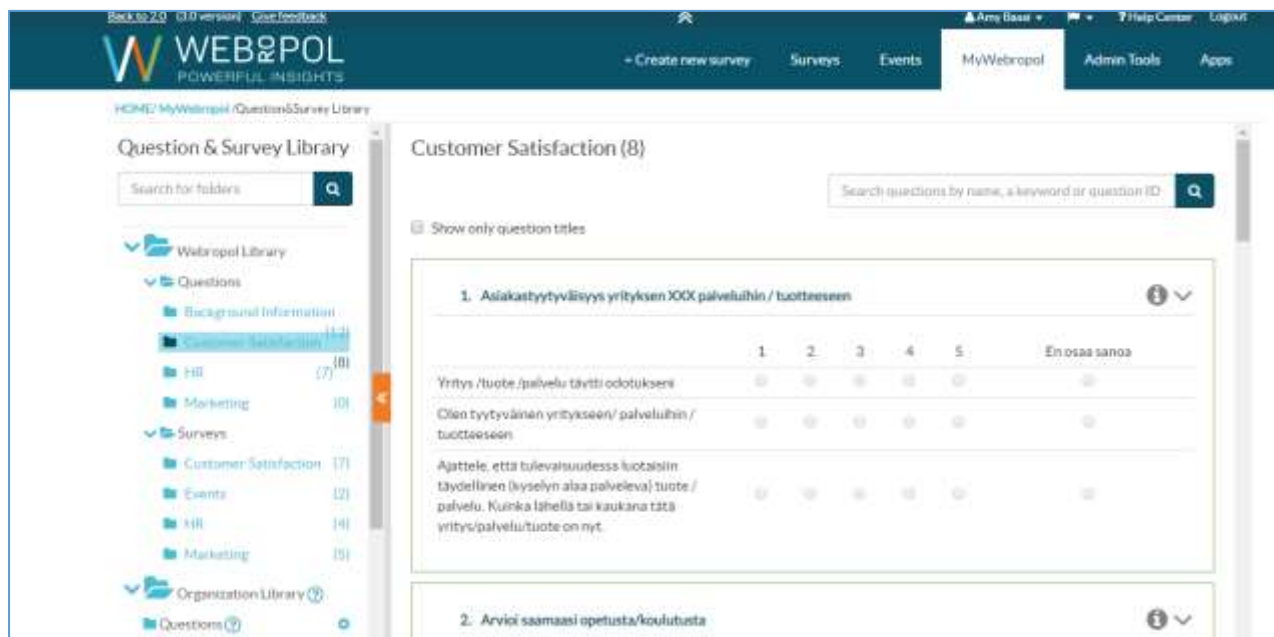 Back to 2.0 (3.0 version) Give feedback
Amy Bassi
? Help Center
Logout
WEBROPOL
POWERFUL INSIGHTS
+ Create new survey
Surveys
Events
MyWebropol
Admin Tools
Apps
HOME/ MyWebropol /Question&Survey Library
Question & Survey Library
Search for folders
Webropol Library
Questions
Background Information
(12)
Customer Satisfaction
(8)
HR (7)
Marketing (0)
Surveys
Customer Satisfaction (7)
Events (2)
HR (4)
Marketing (5)
Organization Library (?)
Questions (?)
Customer Satisfaction (8)
Search questions by name, a keyword or question ID
Show only question titles
1. Asiakastyytyväisyys yrityksen XXX palveluihin / tuotteeseen
1 2 3 4 5 En osaa sanoa
Yritys /tuote /palvelu täytti odotukseni
Olen tyytyväinen yritykseen/ palveluihin /
tuotteeseen
Ajattele, että tulevaisuudessa luotaisiin
täydellinen (kyselyn alaa palveleva) tuote /
palvelu. Kuinka lähellä tai kaukana tätä
yritys/palvelu/tuote on nyt.
2. Arvioi saamaasi opetusta/koulutusta